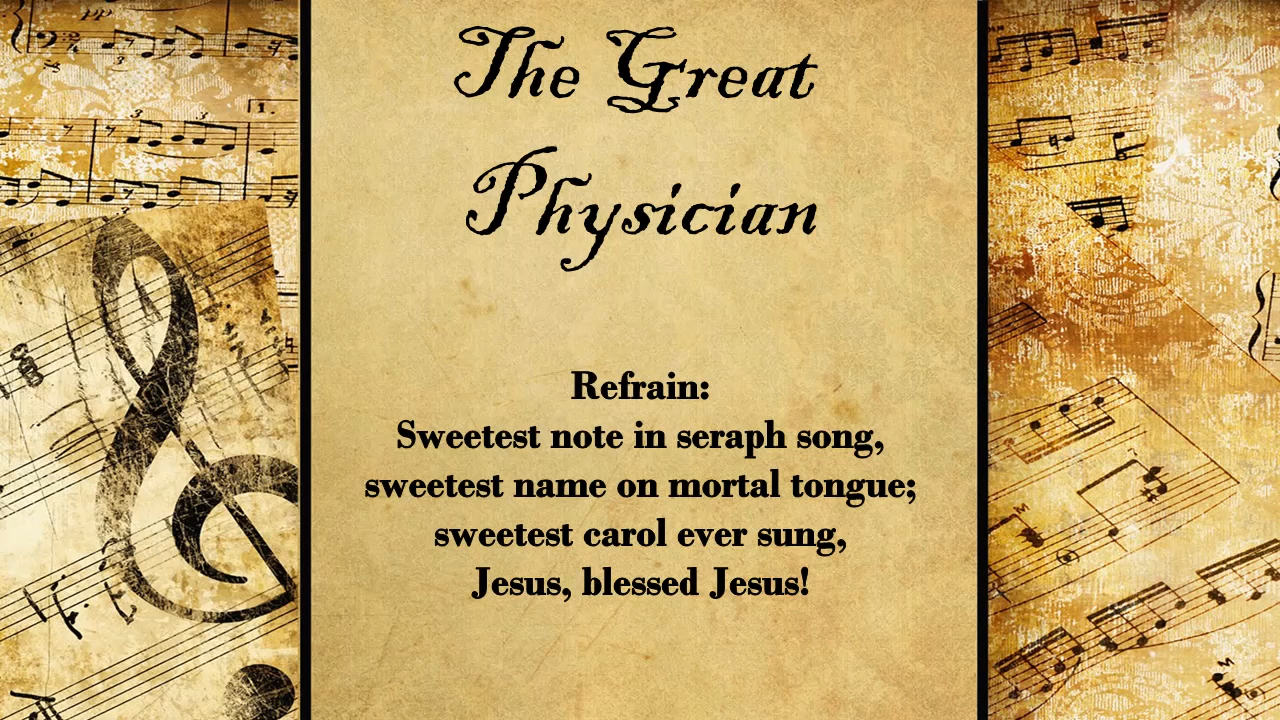 The Great
Physician
Refrain:
Sweetest note in seraph song,
sweetest name on mortal tongue;
sweetest carol ever sung,
Jesus, blessed Jesus!